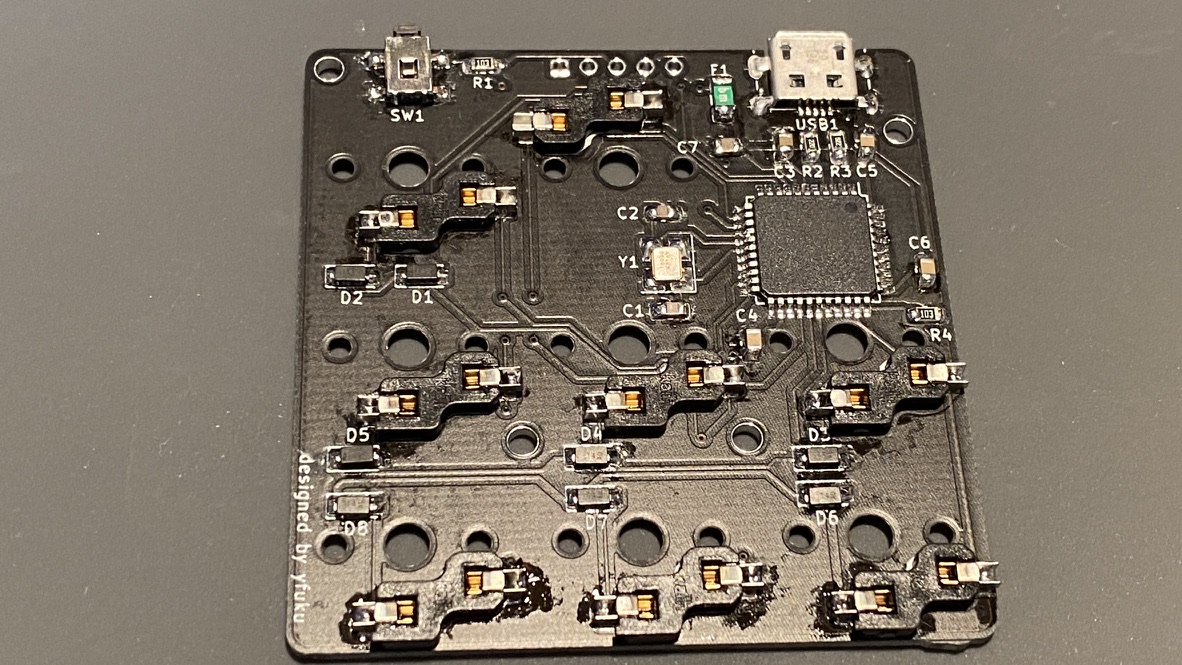 F1
103
R1
SW1
USB1
C7
C3 R2 R3 C5
C2
C6
Y1
D2
D1
C1
C4
103
R4
D5
D4
D3
D8
D7
D6
designed by yfuku